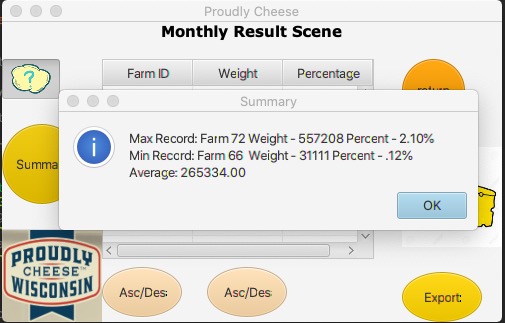 Proudly Cheese
Monthly Result Scene
?
Farm ID Weight Percentage
return
Summary
Max Record: Farm 72 Weight - 557208 Percent - 2.10%
Min Record: Farm 66 Weight - 31111 Percent - .12%
Average: 265334.00
OK
Summa
PROUDLY
CHEESE™
WISCONSIN
Asc/Des: Asc/Des:
Export: